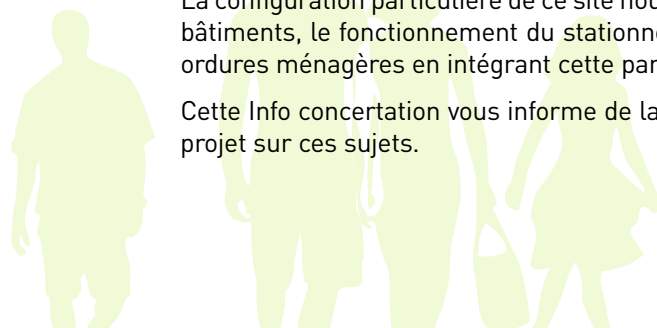 La configuration particulière de ce site nou
bâtiments, le fonctionnement du stationne
ordures ménagères en intégrant cette par
Cette Info concertation vous informe de la
projet sur ces sujets.